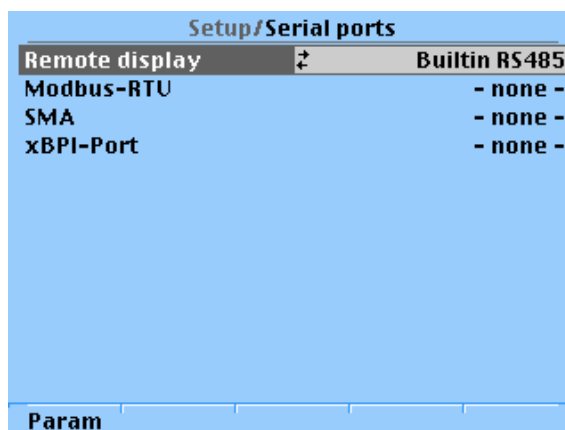 Setup/Serial ports
Remote display Builtin RS485
Modbus-RTU - none -
SMA - none -
xBPI-Port - none -
Param